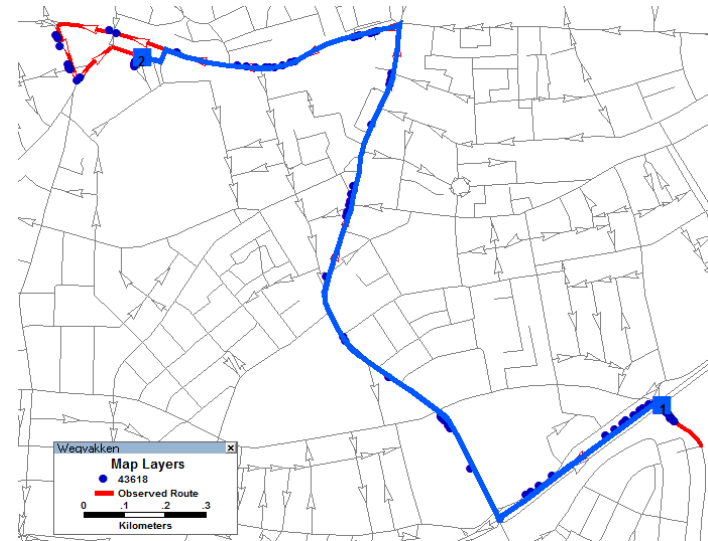 2
1
Wegvakken
Map Layers
43618
Observed Route
0 .1 .2 .3
Kilometers